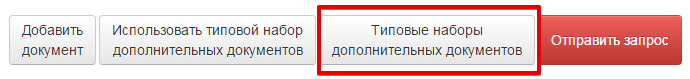 Добавить
документ
Использовать типовой набор
дополнительных документов
Типовые наборы
дополнительных документов
Отправить запрос